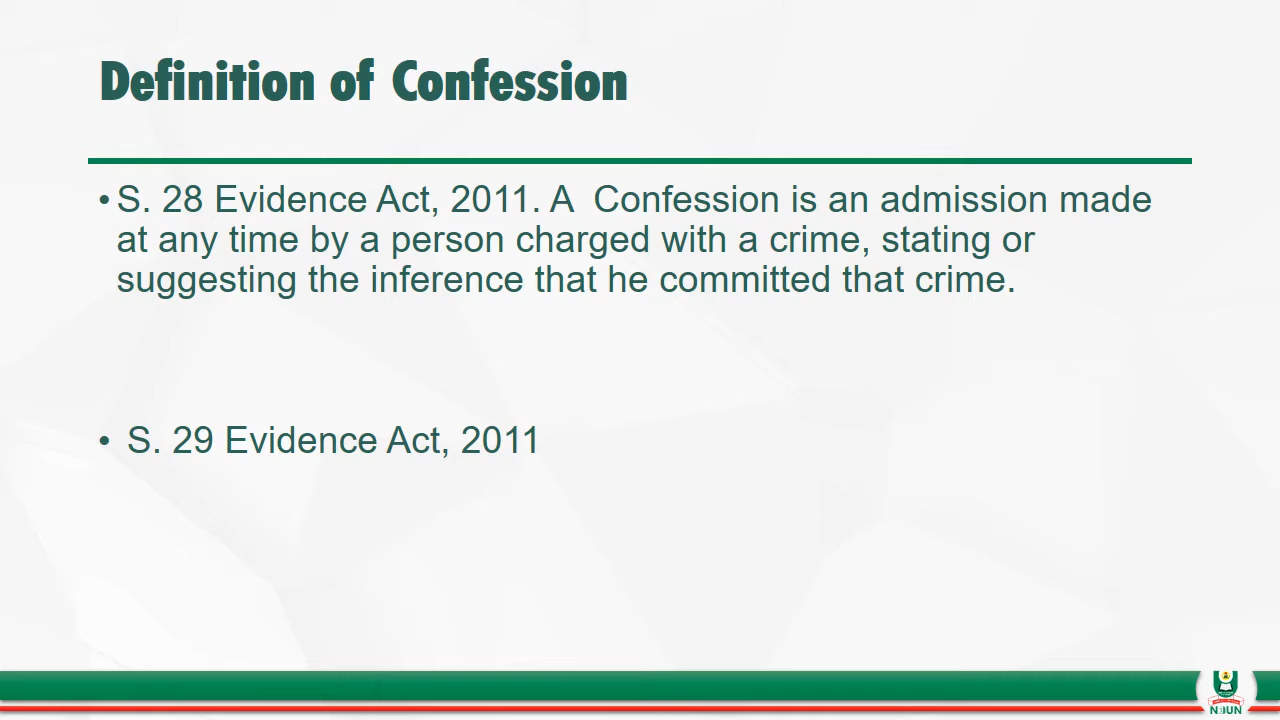 Definition of Confession
• S. 28 Evidence Act, 2011. A  Confession is an admission made
at any time by a person charged with a crime, stating or
suggesting the inference that he committed that crime.
• S. 29 Evidence Act, 2011
NOUN